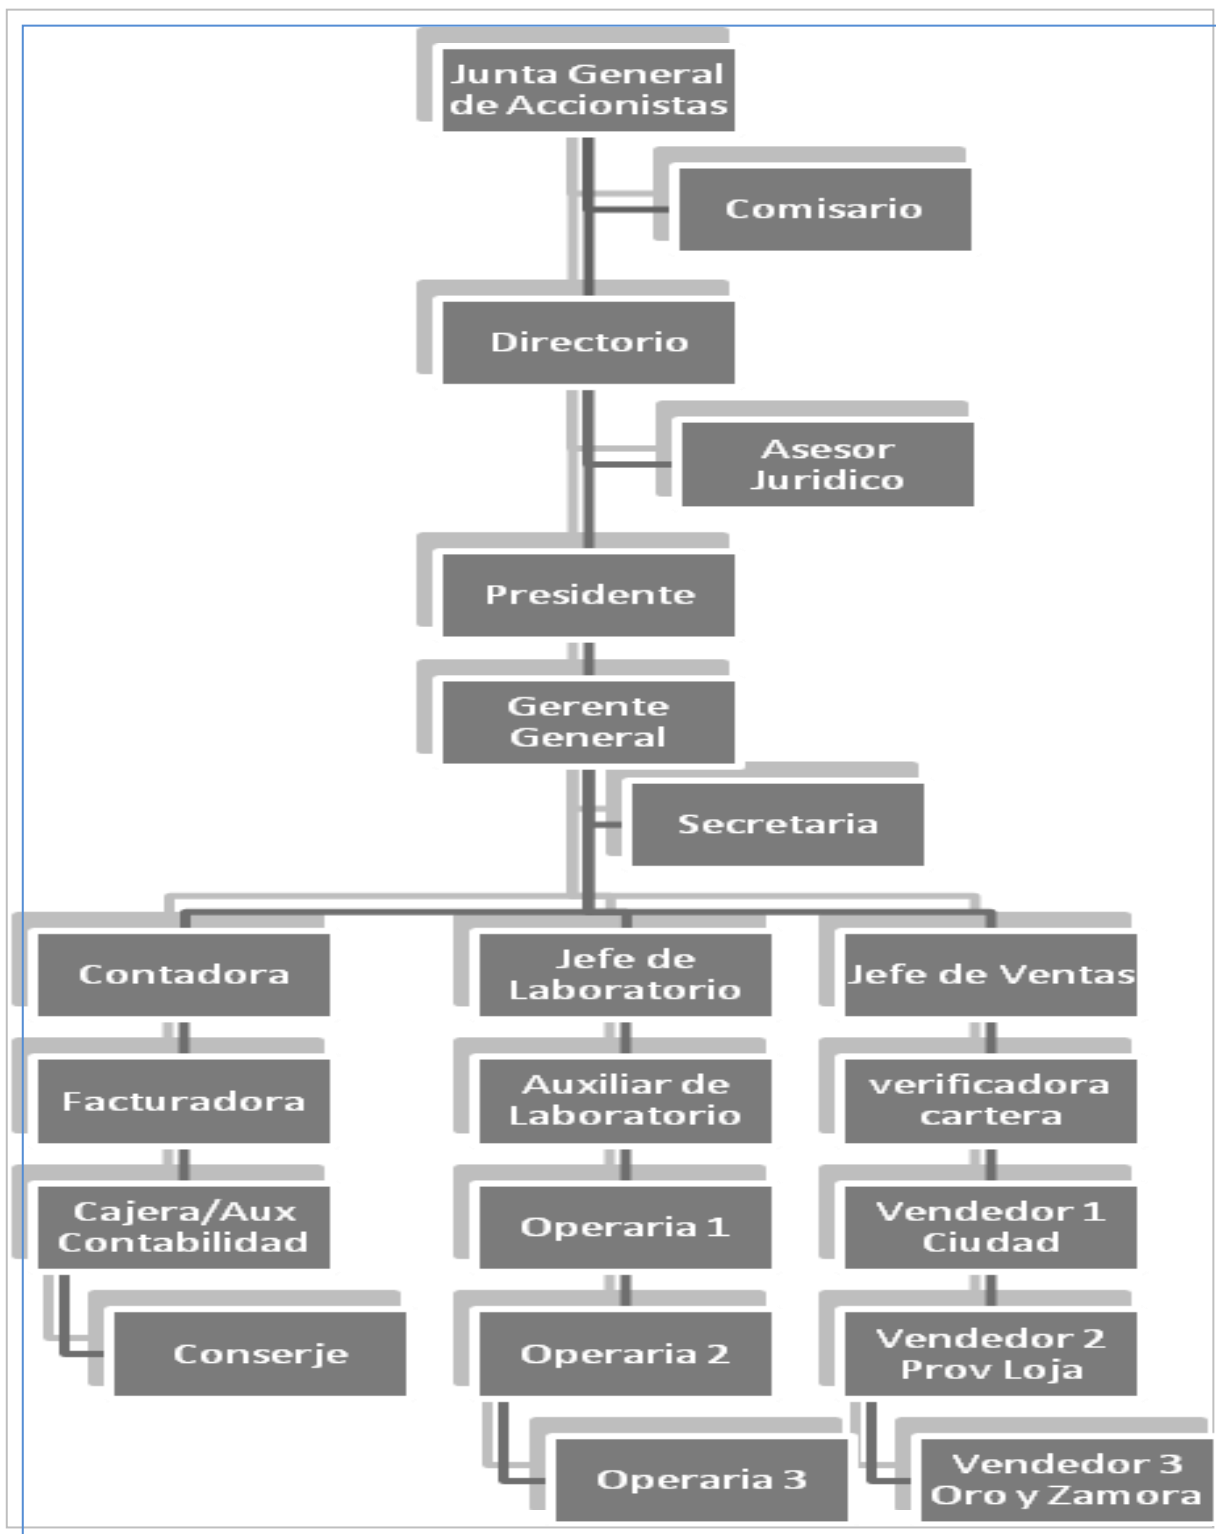 Junta General
de Accionistas
Comisario
Directorio
Asesor
Juridico
Presidente
Gerente
General
Secretaria
Contadora
Jefe de
Laboratorio
Jefe de Ventas
Facturadora
Auxiliar de
Laboratorio
verificadora
cartera
Cajera/Aux
Contabilidad
Operaria 1
Vendedor 1
Ciudad
Conserje
Operaria 2
Vendedor 2
Prov Loja
Operaria 3
Vendedor 3
Oro y Zamora